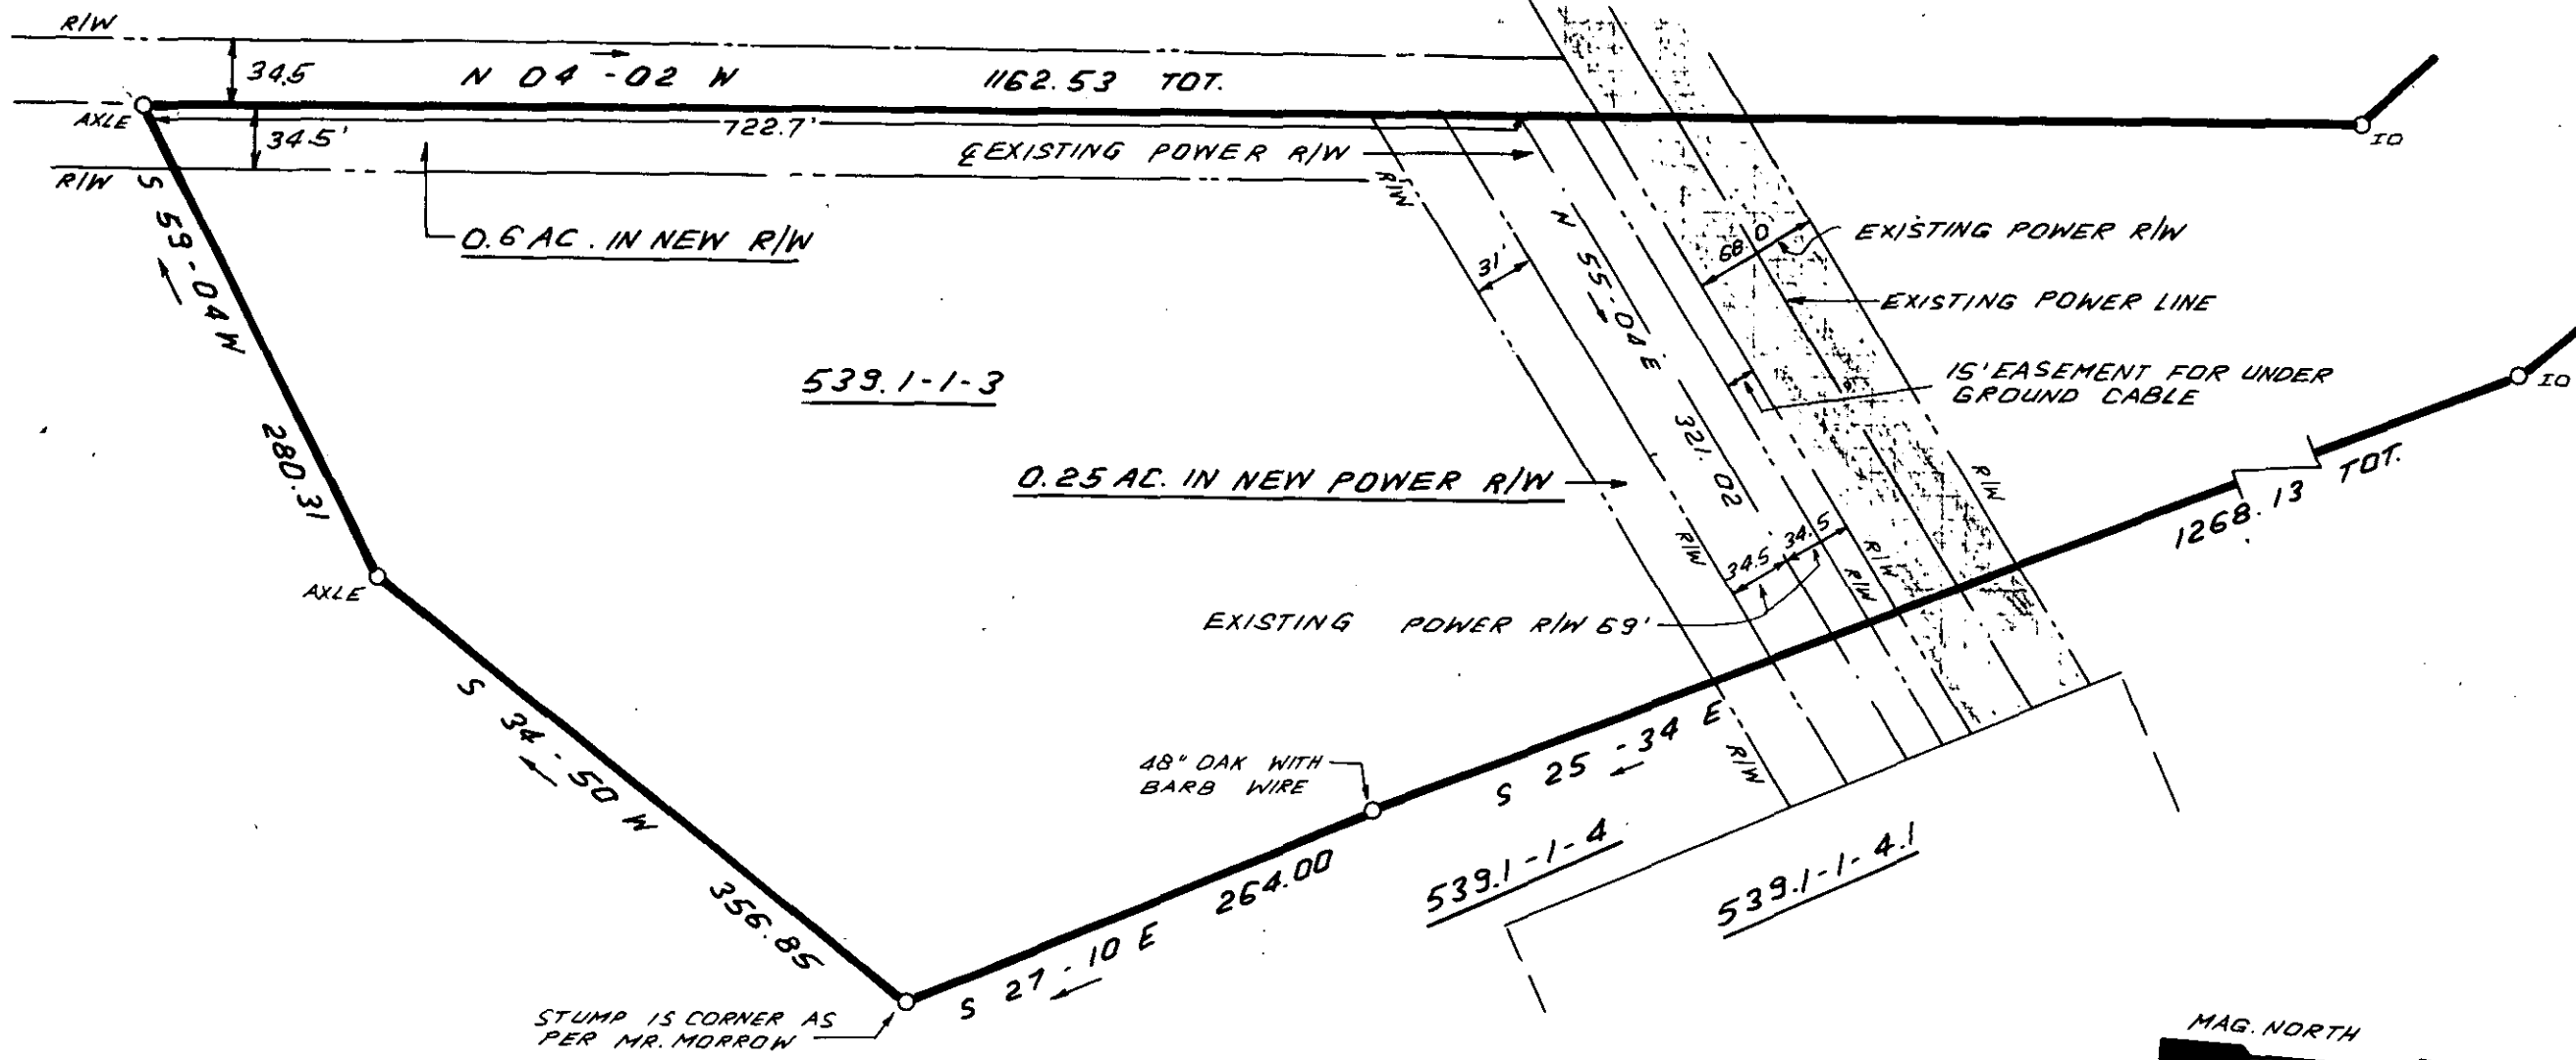 R/W
34.5
N 04-02 W 1162.53 TOT.
AXLE
722.7'
34.5'
R/W
℄ EXISTING POWER R/W
R/W
IO
0.6 AC. IN NEW R/W
S 59-04 W
280.31
31'
N 55-04 E
321.02
68.0
EXISTING POWER R/W
EXISTING POWER LINE
15' EASEMENT FOR UNDER
GROUND CABLE
IO
539.1-1-3
0.25 AC. IN NEW POWER R/W
R/W
1268.13 TOT.
R/W
34.5
34.5
R/W
R/W
AXLE
EXISTING POWER R/W 69'
S 34-50 W
356.85
48" OAK WITH
BARB WIRE
S 25-34 E
R/W
264.00
S 27-10 E
539.1-1-4
539.1-1-4.1
STUMP IS CORNER AS
PER MR. MORROW
MAG. NORTH